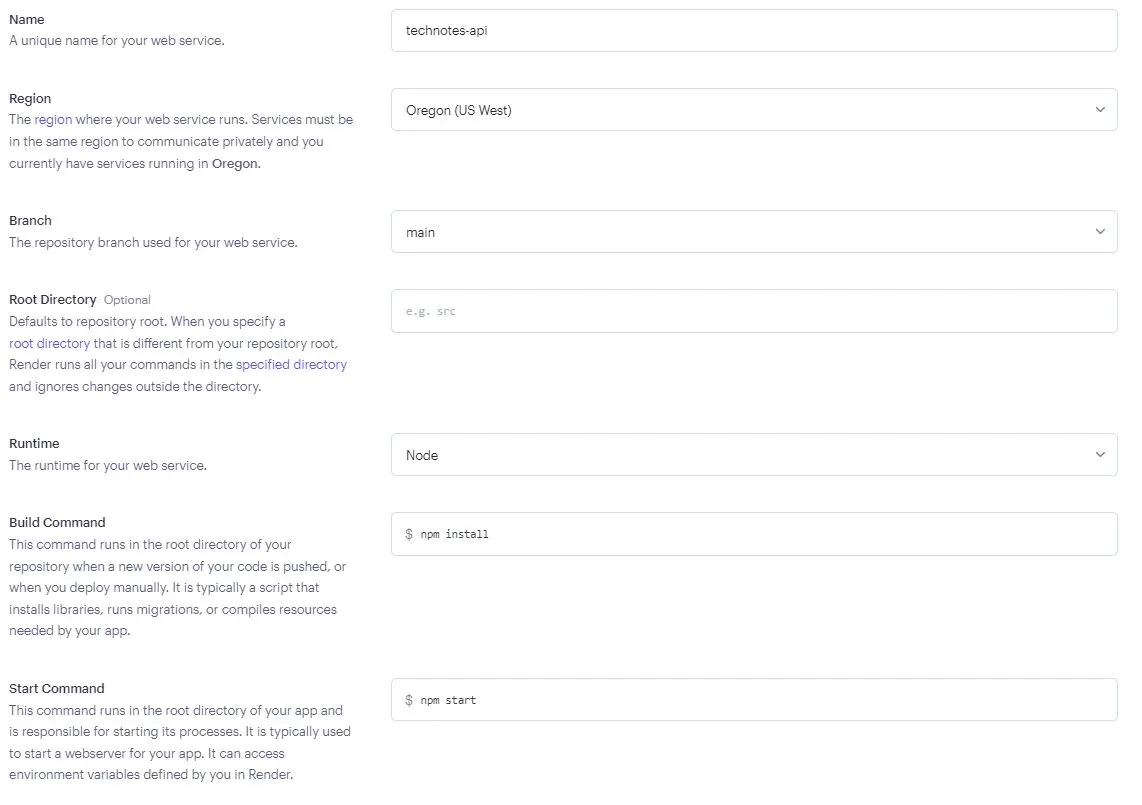 Name
A unique name for your web service.
technotes-api
Region
The region where your web service runs. Services must be
in the same region to communicate privately and you
currently have services running in Oregon.
Oregon (US West)
Branch
The repository branch used for your web service.
main
Root Directory Optional
Defaults to repository root. When you specify a
root directory that is different from your repository root,
Render runs all your commands in the specified directory
and ignores changes outside the directory.
e.g. src
Runtime
The runtime for your web service.
Node
Build Command
This command runs in the root directory of your
repository when a new version of your code is pushed, or
when you deploy manually. It is typically a script that
installs libraries, runs migrations, or compiles resources
needed by your app.
$ npm install
Start Command
This command runs in the root directory of your app and
is responsible for starting its processes. It is typically used
to start a webserver for your app. It can access
environment variables defined by you in Render.
$ npm start